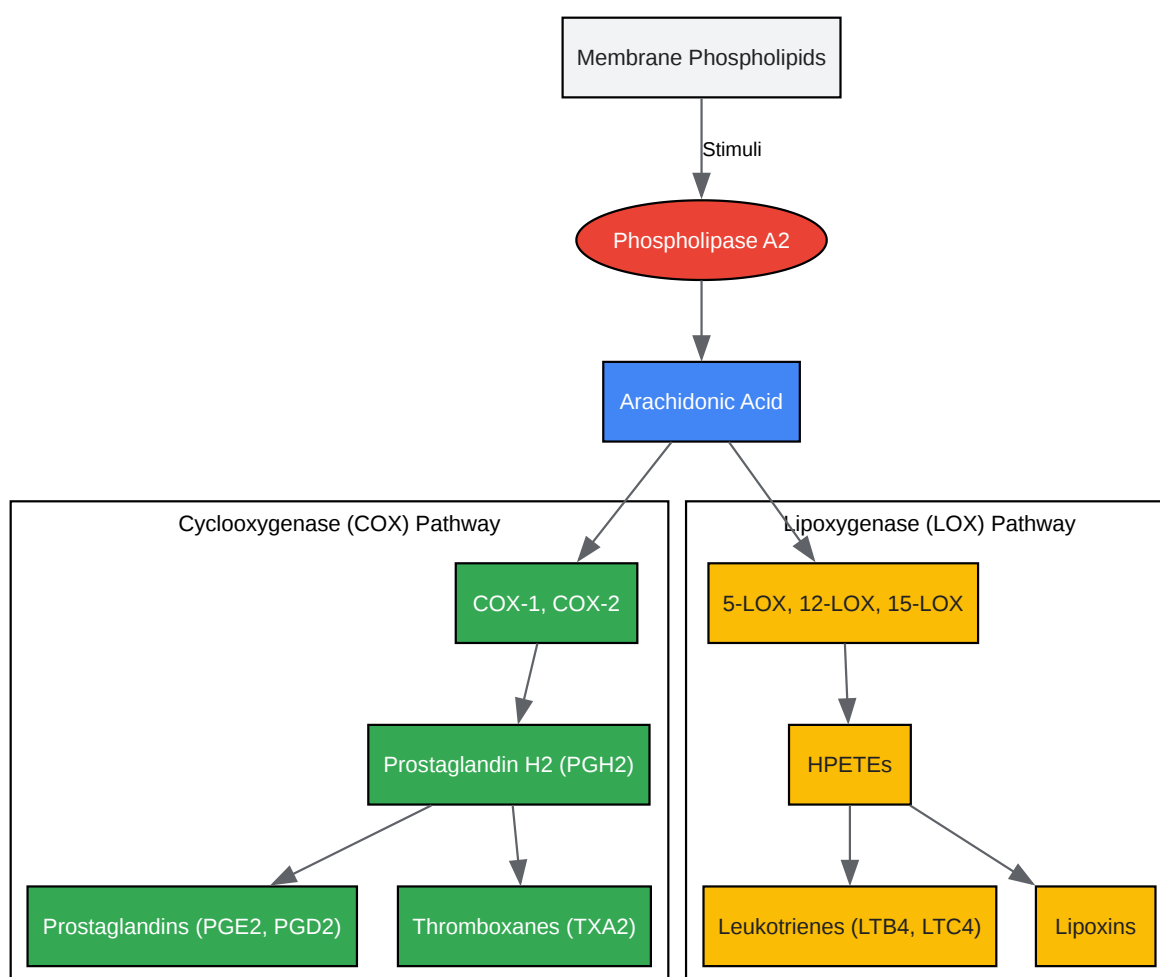 Membrane Phospholipids
Stimuli
Phospholipase A2
Arachidonic Acid
Cyclooxygenase (COX) Pathway
Lipoxygenase (LOX) Pathway
COX-1, COX-2
5-LOX, 12-LOX, 15-LOX
Prostaglandin H2 (PGH2)
HPETEs
Prostaglandins (PGE2, PGD2)
Thromboxanes (TXA2)
Leukotrienes (LTB4, LTC4)
Lipoxins